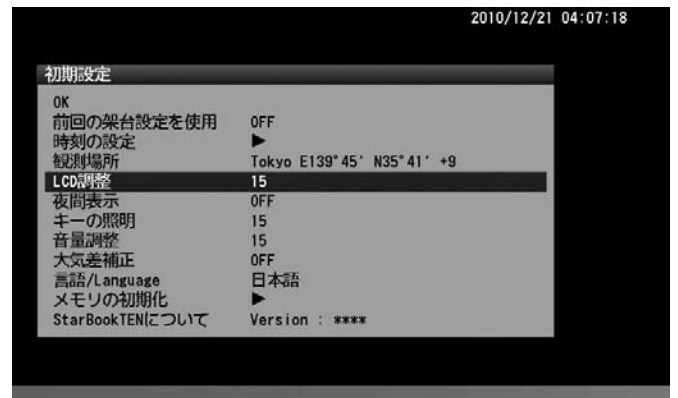 2010/12/21 04:07:18
初期設定
OK
前回の架台設定を使用 OFF
時刻の設定 ▶
観測場所 Tokyo E139°45′ N35°41′ +9
LCD調整 15
夜間表示 OFF
キーの照明 15
音量調整 15
大気差補正 OFF
言語/Language 日本語
メモリの初期化 ▶
StarBookTENについて Version : ****